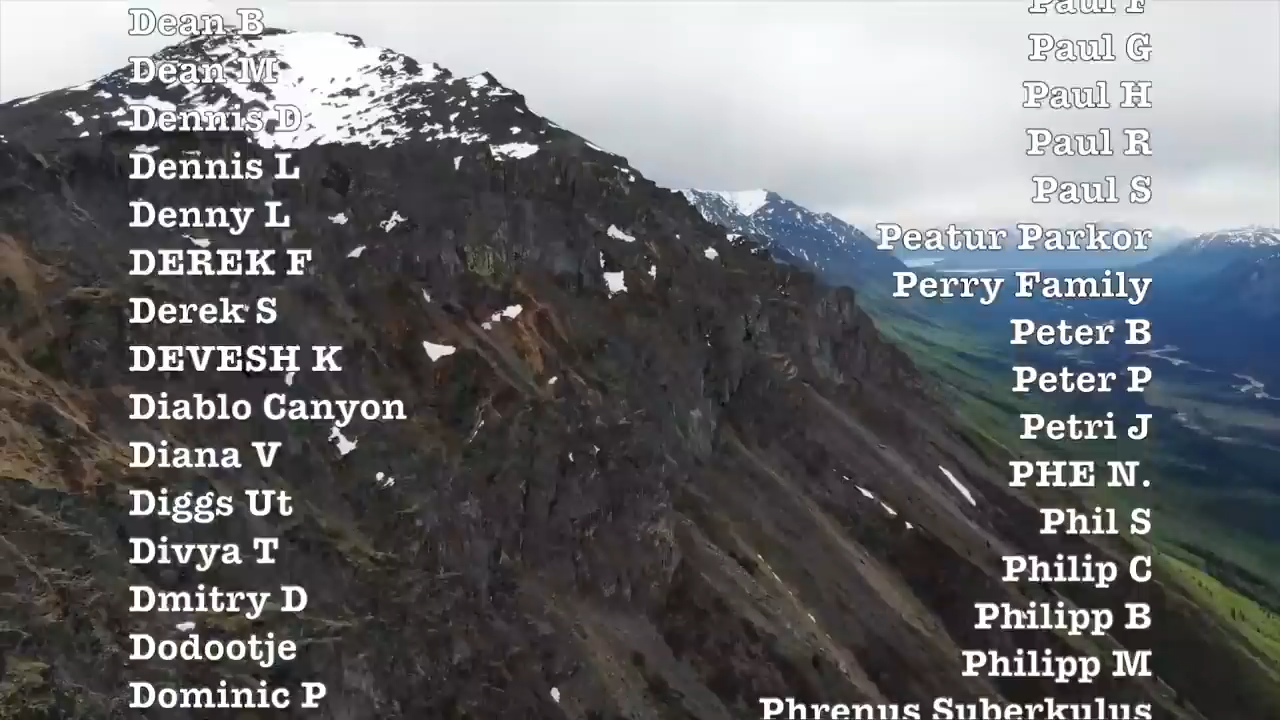 Dean B
Dean M
Dennis D
Dennis L
Denny L
DEREK F
Derek S
DEVESH K
Diablo Canyon
Diana V
Diggs Ut
Divya T
Dmitry D
Dodootje
Dominic P
Paul F
Paul G
Paul H
Paul R
Paul S
Peatur Parkor
Perry Family
Peter B
Peter P
Petri J
PHE N.
Phil S
Philip C
Philipp B
Philipp M
Phrenus Suberkulus